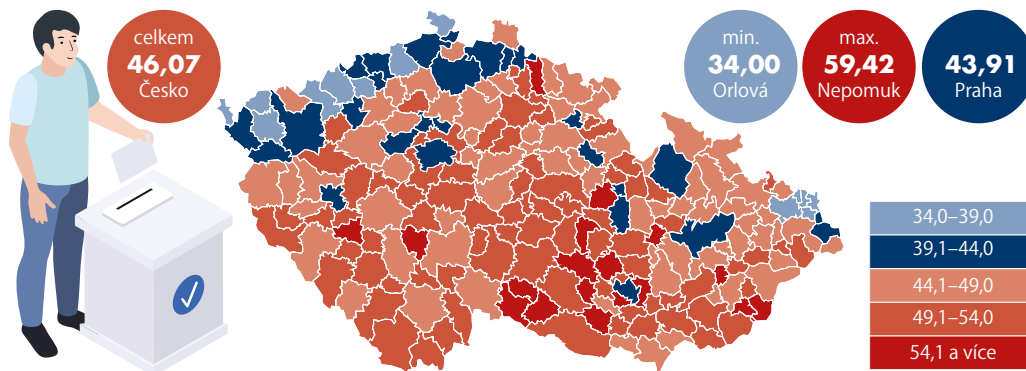 celkem
46,07
Česko
min.
34,00
Orlová
max.
59,42
Nepomuk
43,91
Praha
34,0–39,0
39,1–44,0
44,1–49,0
49,1–54,0
54,1 a více